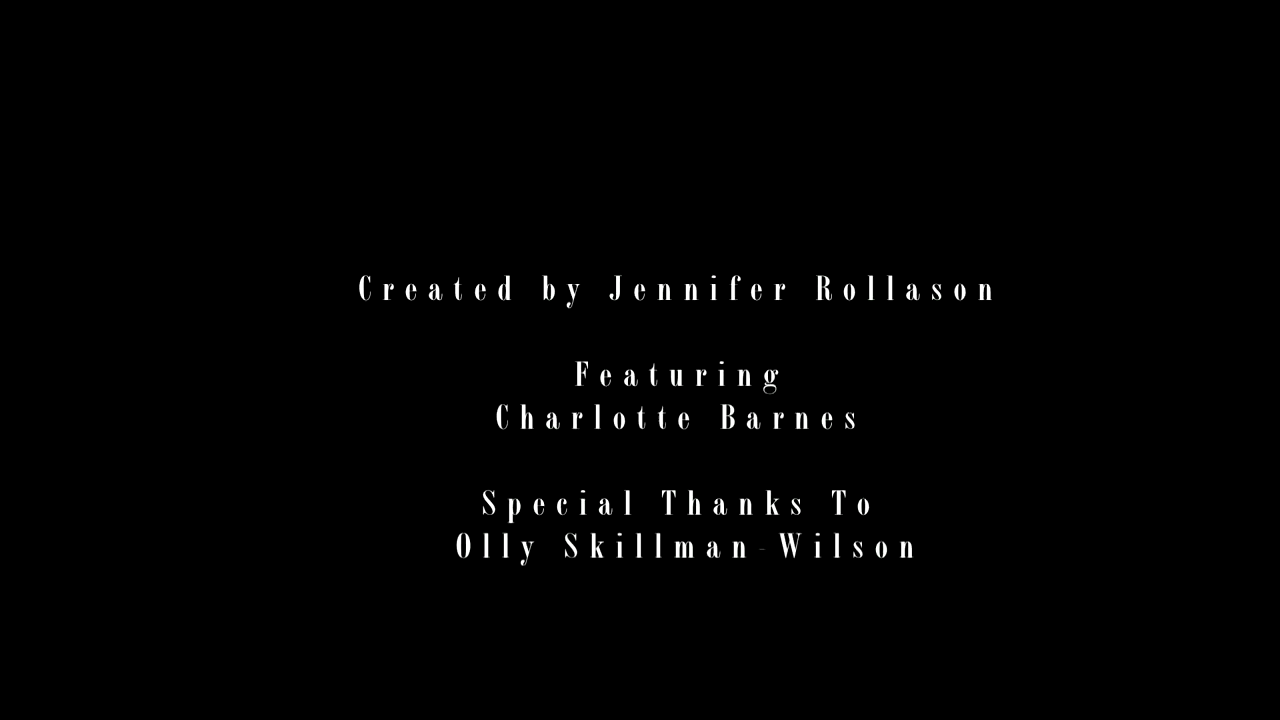 Created by Jennifer Rollason
Featuring
Charlotte Barnes
Special Thanks To
Olly Skillman-Wilson